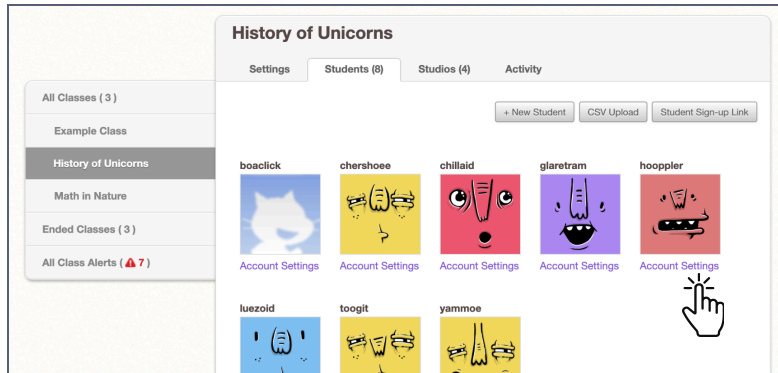 History of Unicorns
Settings Students (8) Studios (4) Activity
All Classes ( 3 )
Example Class
History of Unicorns
Math in Nature
Ended Classes ( 3 )
All Class Alerts ( 7 )
+ New Student CSV Upload Student Sign-up Link
boaclick chershoee chillaid glaretram hooppler
Account Settings Account Settings Account Settings Account Settings Account Settings
luezoid toogit yammoe